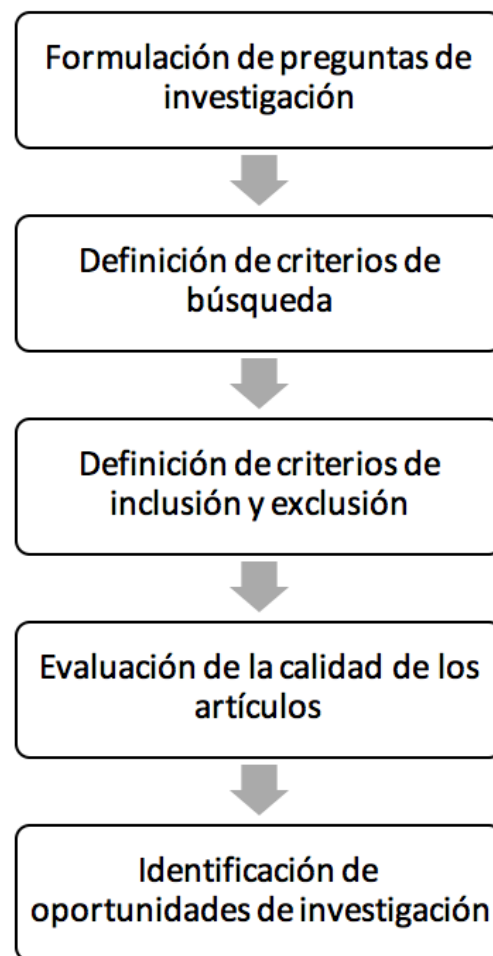 Formulación de preguntas de
investigación
Definición de criterios de
búsqueda
Definición de criterios de
inclusión y exclusión
Evaluación de la calidad de los
artículos
Identificación de
oportunidades de investigación